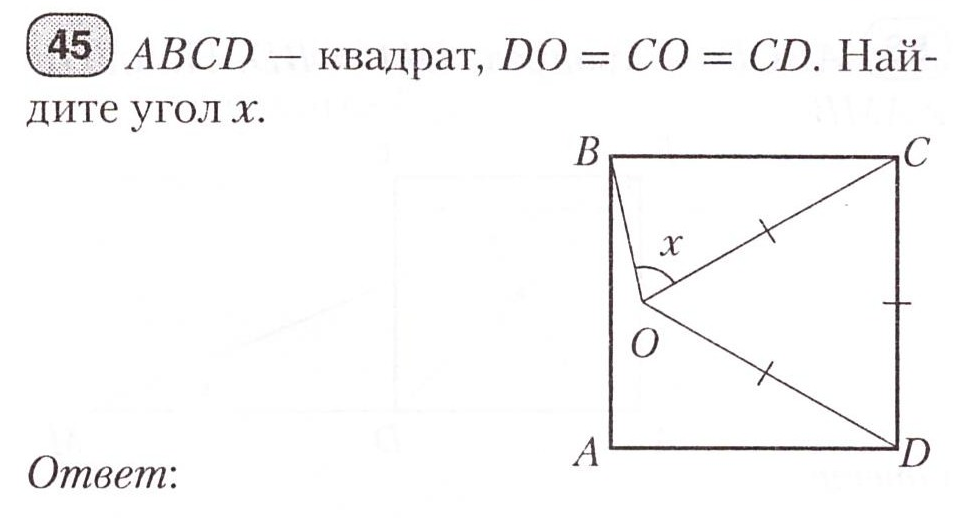 45 ABCD — квадрат, DO = CO = CD. Най-
дите угол x.
B
C
x
O
A
D
Ответ: